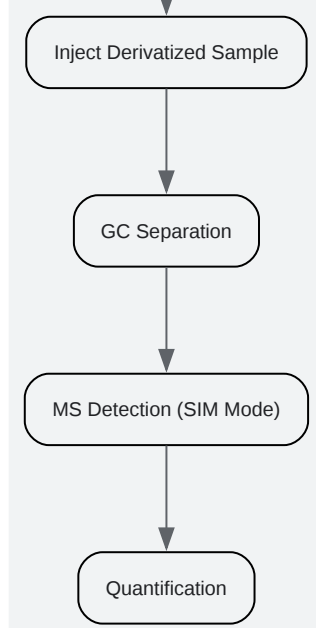 Inject Derivatized Sample
GC Separation
MS Detection (SIM Mode)
Quantification